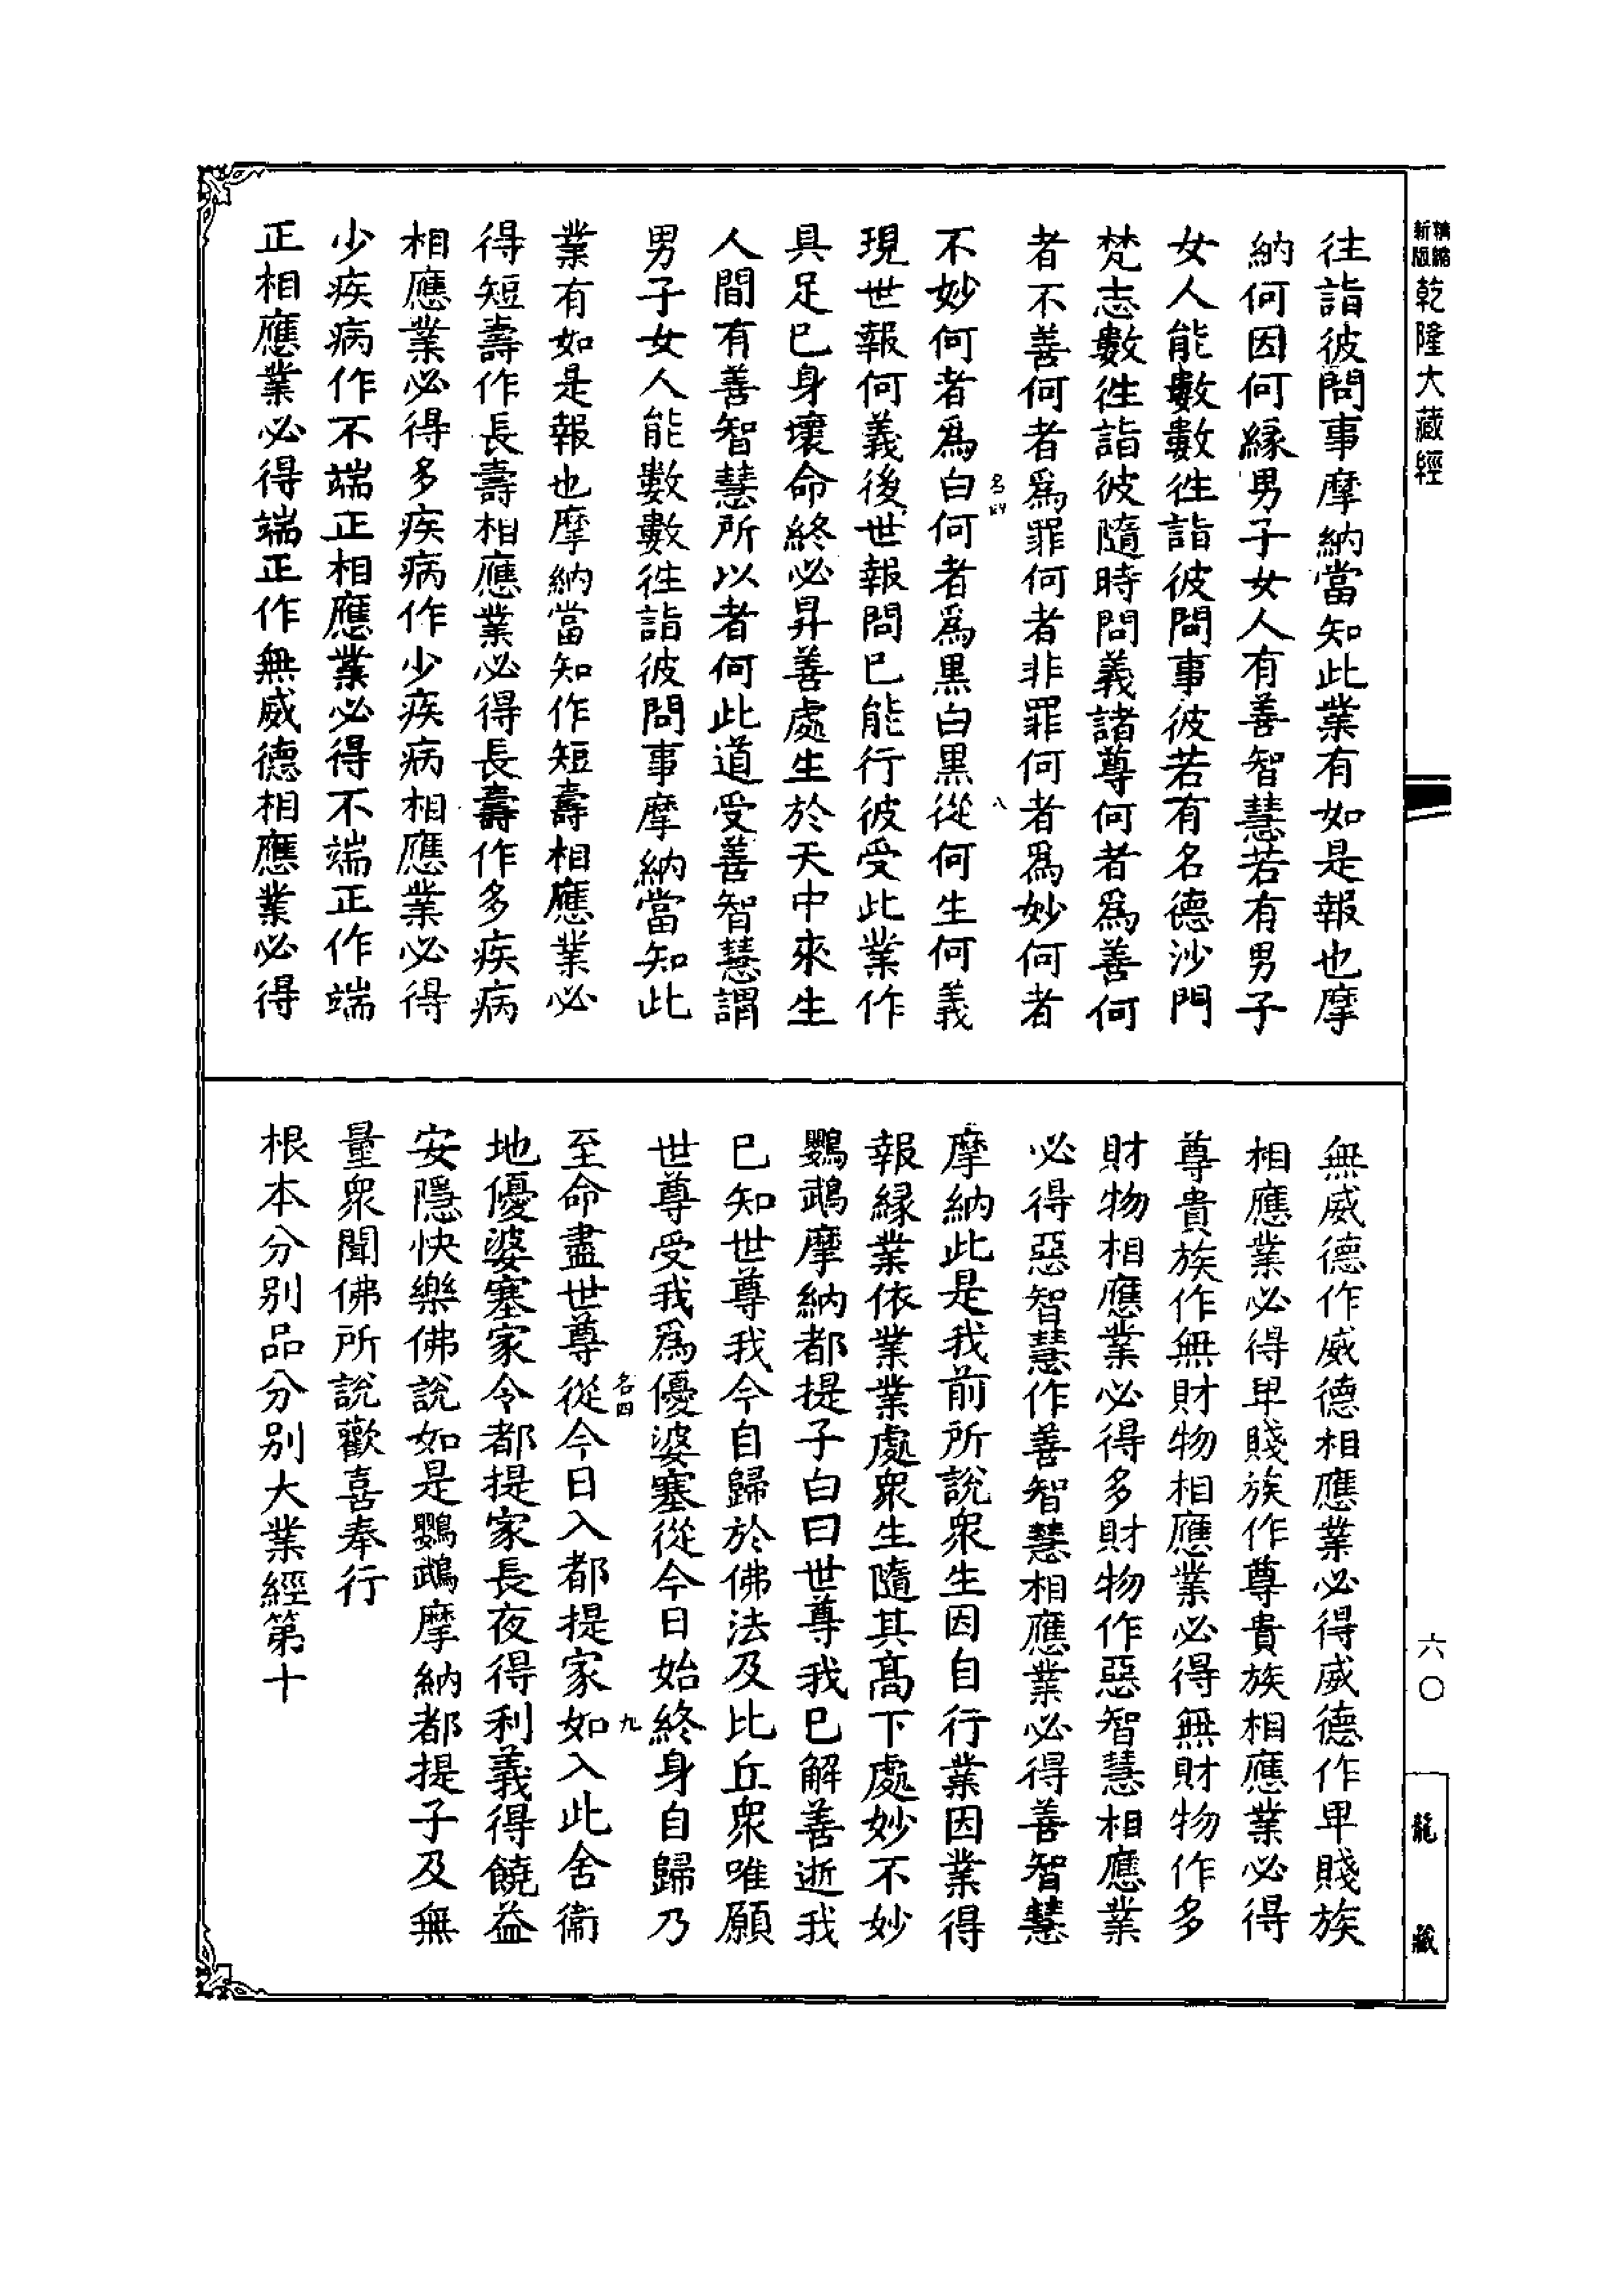 精縮新版乾隆大藏經
往詣彼問事摩納當知此業有如是報也摩
納何因何緣男子女人有善智慧若有男子
女人能數數徃詣彼問事彼若有名德沙門
梵志數徃詣彼隨時問義諸尊何者爲善何
者不善何者爲罪何者非罪何者爲妙何者
名四 八
不妙何者爲白何者爲黒白黒從何生何義
現世報何義後世報問已能行彼受此業作
具足已身壞命終必昇善處生於天中來生
人間有善智慧所以者何此道受善智慧謂
男子女人能數數徃詣彼問事摩納當知此
業有如是報也摩納當知作短壽相應業必
得短壽作長壽相應業必得長壽作多疾病
相應業必得多疾病作少疾病相應業必得
少疾病作不端正相應業必得不端正作端
正相應業必得端正作無威德相應業必得
無威德作威德相應業必得威德作卑賤族
相應業必得卑賤族作尊貴族相應業必得
尊貴族作無財物相應業必得無財物作多
財物相應業必得多財物作惡智慧相應業
必得惡智慧作善智慧相應業必得善智慧
摩納此是我前所說衆生因自行業因業得
報緣業依業業處衆生隨其髙下處妙不妙
鸚鵡摩納都提子白曰世尊我已解善逝我
已知世尊我今自歸於佛法及比丘衆唯願
世尊受我爲優婆塞從今日始終身自歸乃
名四 九
至命盡世尊從今日入都提家如入此舍衞
地優婆塞家令都提家長夜得利義得饒益
安隱快樂佛說如是鸚鵡摩納都提子及無
量衆聞佛所說歡喜奉行
根本分别品分别大業經第十
六〇
龍藏